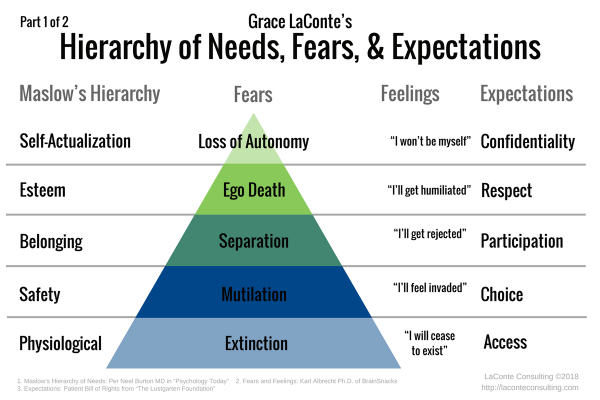 Part 1 of 2
Grace LaConte's
Hierarchy of Needs, Fears, & Expectations
Maslow's Hierarchy Fears Feelings Expectations
Self-Actualization Loss of Autonomy "I won't be myself" Confidentiality
Esteem Ego Death "I'll get humiliated" Respect
Belonging Separation "I'll get rejected" Participation
Safety Mutilation "I'll feel invaded" Choice
Physiological Extinction "I will cease
to exist" Access
1. Maslow's Hierarchy of Needs: Per Neel Burton MD in "Psychology Today" 2. Fears and Feelings: Karl Albrecht Ph.D. of BrainSnacks
3. Expectations: Patient Bill of Rights from "The Lustgarten Foundation"
LaConte Consulting ©2018
http://laconteconsulting.com